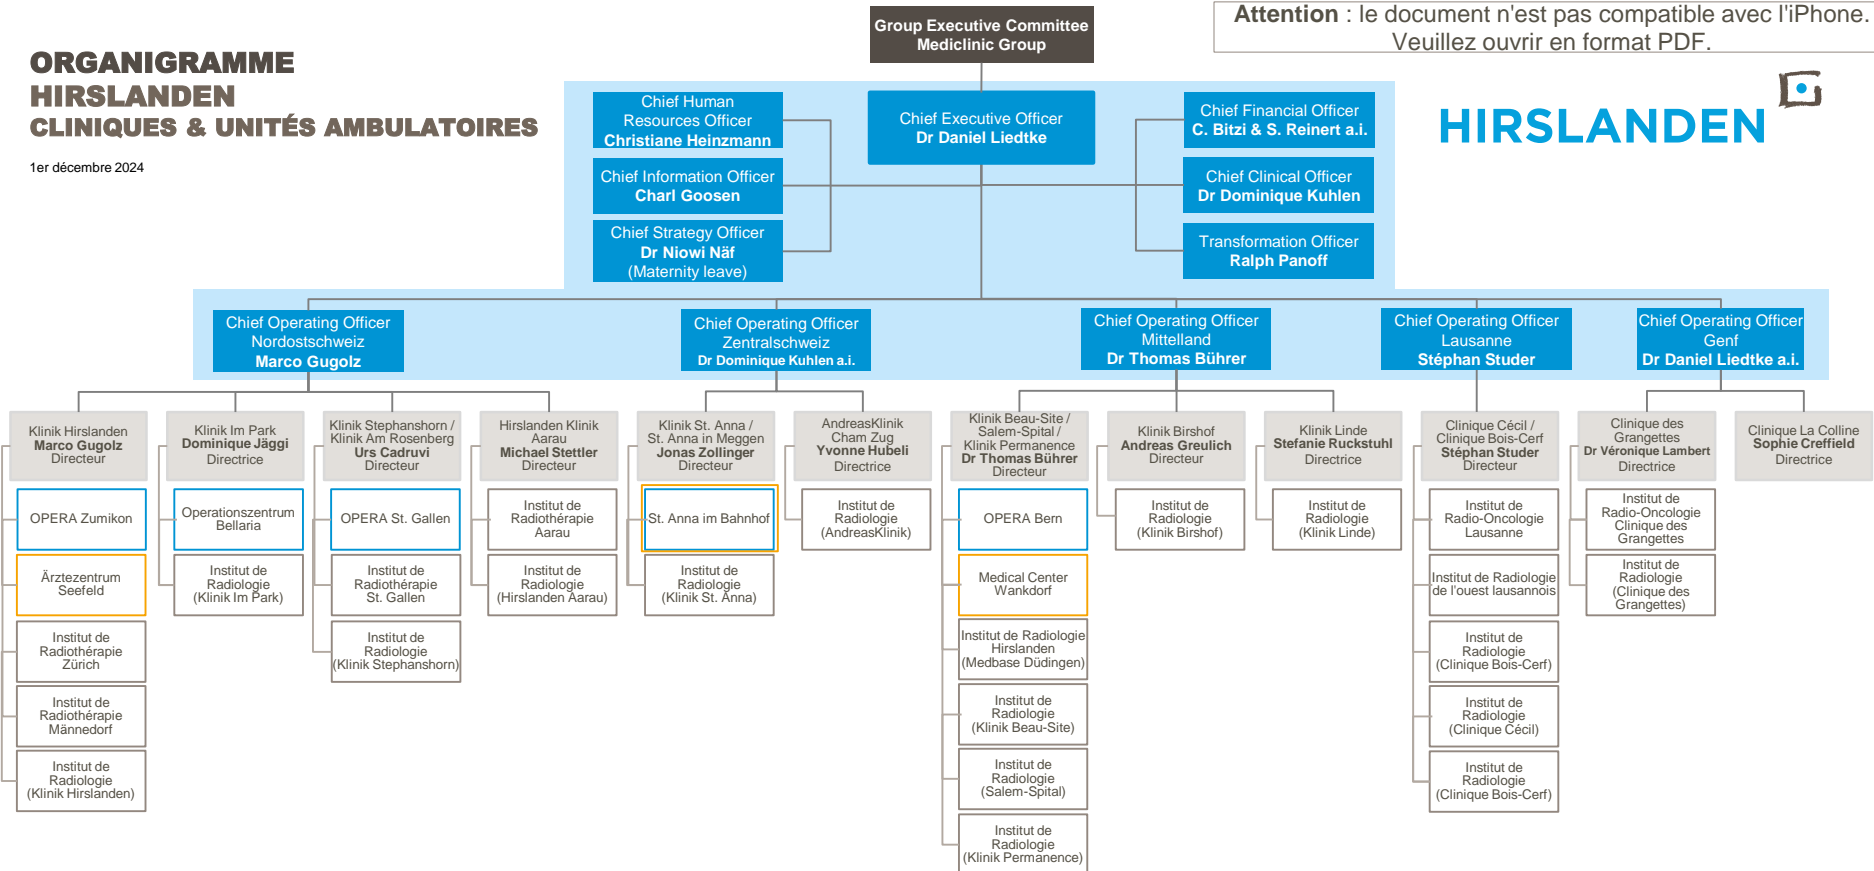 Group Executive Committee
Mediclinic Group
Attention : le document n'est pas compatible avec l'iPhone.
Veuillez ouvrir en format PDF.
ORGANIGRAMME
HIRSLANDEN
CLINIQUES & UNITÉS AMBULATOIRES
1er décembre 2024
HIRSLANDEN
Chief Human
Resources Officer
Christiane Heinzmann
Chief Executive Officer
Dr Daniel Liedtke
Chief Financial Officer
C. Bitzi & S. Reinert a.i.
Chief Information Officer
Charl Goosen
Chief Clinical Officer
Dr Dominique Kuhlen
Chief Strategy Officer
Dr Niowi Näf
(Maternity leave)
Transformation Officer
Ralph Panoff
Chief Operating Officer
Nordostschweiz
Marco Gugolz
Chief Operating Officer
Zentralschweiz
Dr Dominique Kuhlen a.i.
Chief Operating Officer
Mittelland
Dr Thomas Bührer
Chief Operating Officer
Lausanne
Stéphan Studer
Chief Operating Officer
Genf
Dr Daniel Liedtke a.i.
Klinik Hirslanden
Marco Gugolz
Directeur
Klinik Im Park
Dominique Jäggi
Directrice
Klinik Stephanshorn /
Klinik Am Rosenberg
Urs Cadruvi
Directeur
Hirslanden Klinik
Aarau
Michael Stettler
Directeur
Klinik St. Anna /
St. Anna in Meggen
Jonas Zollinger
Directeur
AndreasKlinik
Cham Zug
Yvonne Hubeli
Directrice
Klinik Beau-Site /
Salem-Spital /
Klinik Permanence
Dr Thomas Bührer
Directeur
Klinik Birshof
Andreas Greulich
Directeur
Klinik Linde
Stefanie Ruckstuhl
Directrice
Clinique Cécil /
Clinique Bois-Cerf
Stéphan Studer
Directeur
Clinique des
Grangettes
Dr Véronique Lambert
Directrice
Clinique La Colline
Sophie Creffield
Directrice
OPERA Zumikon
Ärztezentrum
Seefeld
Institut de
Radiothérapie
Zürich
Institut de
Radiothérapie
Männedorf
Institut de
Radiologie
(Klinik Hirslanden)
Operationszentrum
Bellaria
Institut de
Radiologie
(Klinik Im Park)
OPERA St. Gallen
Institut de
Radiothérapie
St. Gallen
Institut de
Radiologie
(Klinik Stephanshorn)
Institut de
Radiothérapie
Aarau
Institut de
Radiologie
(Hirslanden Aarau)
St. Anna im Bahnhof
Institut de
Radiologie
(Klinik St. Anna)
Institut de
Radiologie
(AndreasKlinik)
OPERA Bern
Medical Center
Wankdorf
Institut de Radiologie
Hirslanden
(Medbase Düdingen)
Institut de
Radiologie
(Klinik Beau-Site)
Institut de
Radiologie
(Salem-Spital)
Institut de
Radiologie
(Klinik Permanence)
Institut de
Radiologie
(Klinik Birshof)
Institut de
Radiologie
(Klinik Linde)
Institut de
Radio-Oncologie
Lausanne
Institut de Radiologie
de l'ouest lausannois
Institut de
Radiologie
(Clinique Bois-Cerf)
Institut de
Radiologie
(Clinique Cécil)
Institut de
Radiologie
(Clinique Bois-Cerf)
Institut de
Radio-Oncologie
Clinique des
Grangettes
Institut de
Radiologie
(Clinique des
Grangettes)